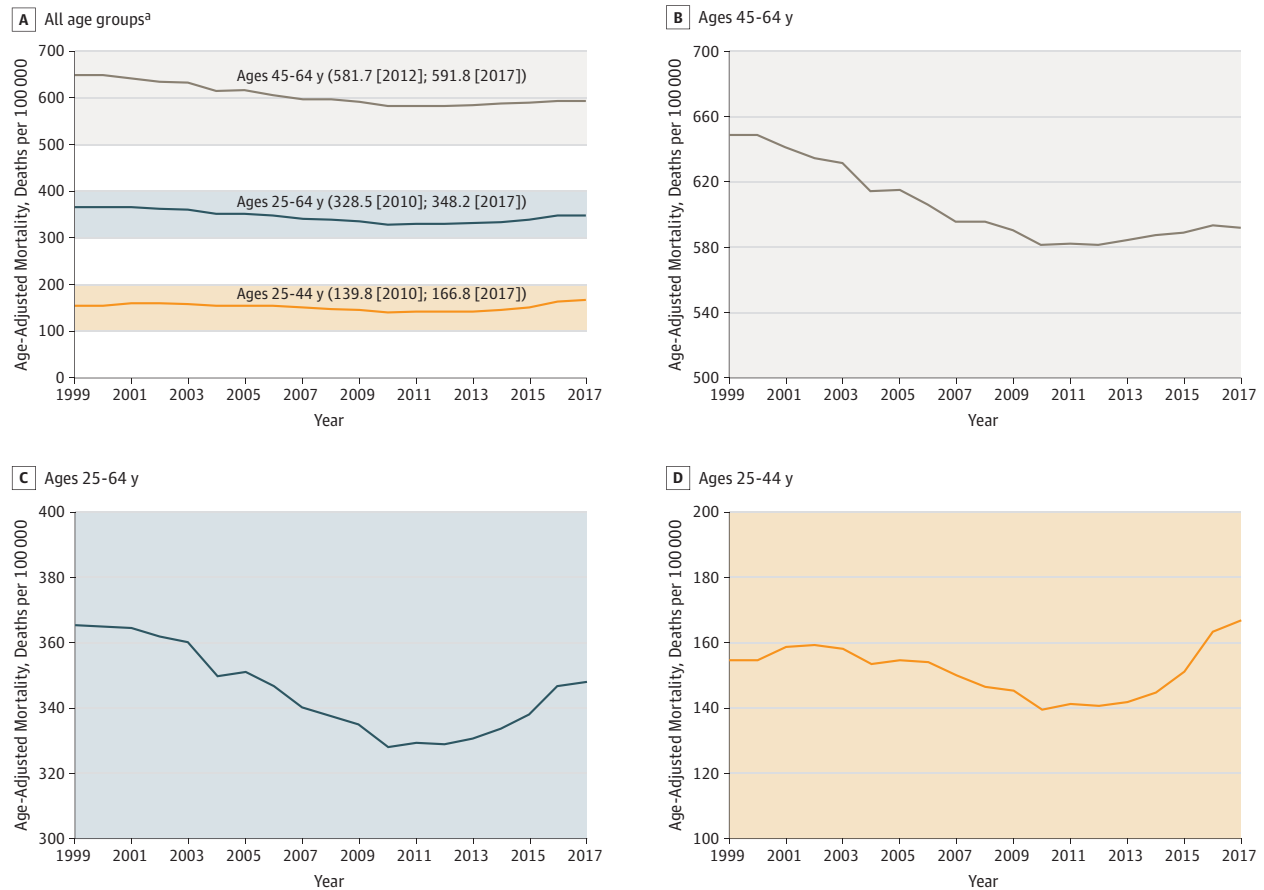 A All age groupsa
Age-Adjusted Mortality, Deaths per 100 000
700
600
500
400
300
200
100
0
Ages 45-64 y (581.7 [2012]; 591.8 [2017])
Ages 25-64 y (328.5 [2010]; 348.2 [2017])
Ages 25-44 y (139.8 [2010]; 166.8 [2017])
1999 2001 2003 2005 2007 2009 2011 2013 2015 2017
Year
B Ages 45-64 y
Age-Adjusted Mortality, Deaths per 100 000
700
660
620
580
540
500
1999 2001 2003 2005 2007 2009 2011 2013 2015 2017
Year
C Ages 25-64 y
Age-Adjusted Mortality, Deaths per 100 000
400
380
360
340
320
300
1999 2001 2003 2005 2007 2009 2011 2013 2015 2017
Year
D Ages 25-44 y
Age-Adjusted Mortality, Deaths per 100 000
200
180
160
140
120
100
1999 2001 2003 2005 2007 2009 2011 2013 2015 2017
Year